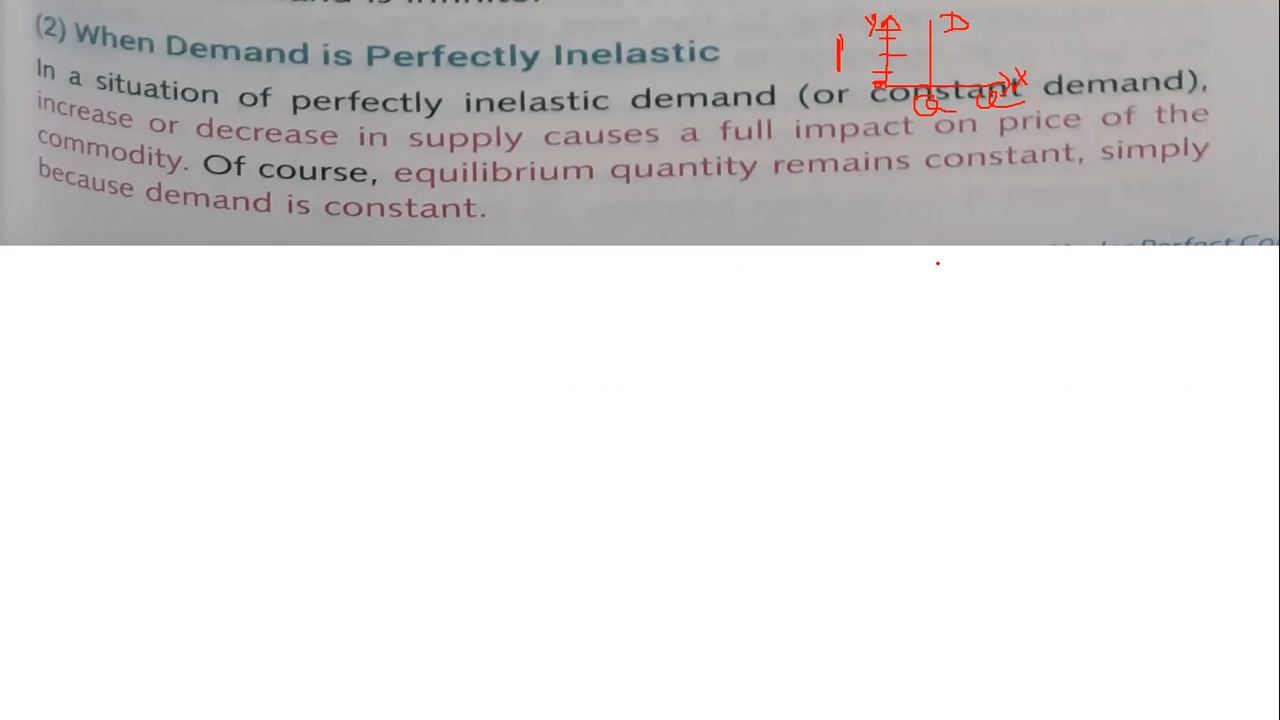 (2) When Demand is Perfectly Inelastic
Y D
In a situation of perfectly inelastic demand (or constant demand),
X
Q
increase or decrease in supply causes a full impact on price of the
commodity. Of course, equilibrium quantity remains constant, simply
because demand is constant.